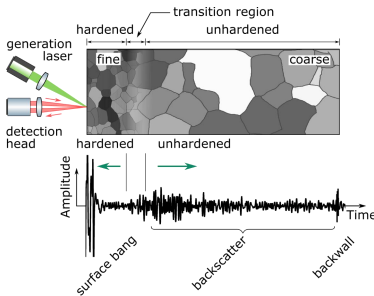 transition region
hardened
unhardened
generation
laser
fine
coarse
detection
head
hardened
unhardened
Amplitude
Time
surface bang
backscatter
backwall